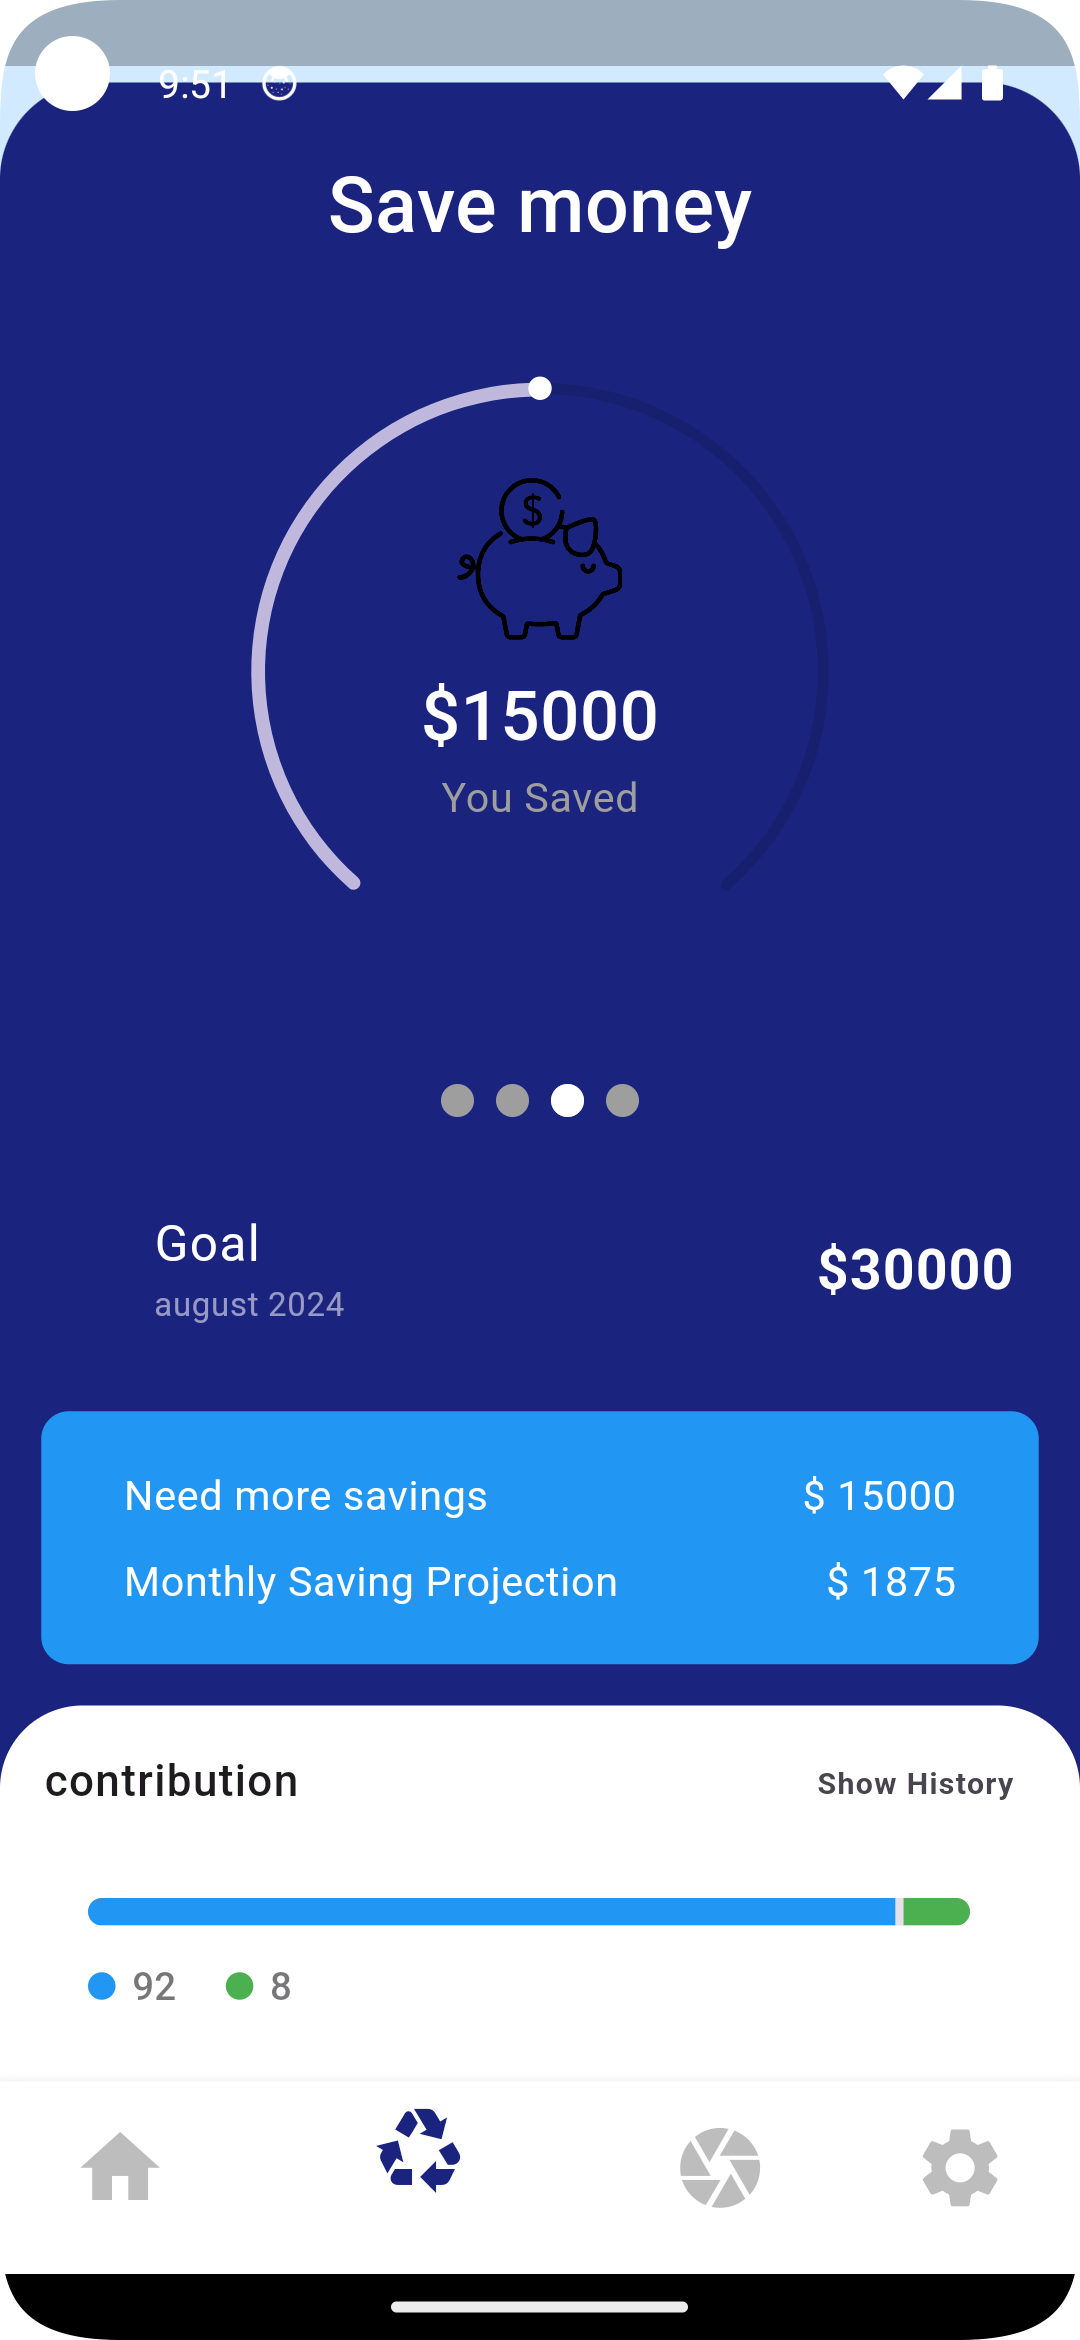 9:51
Save money
$
$15000
You Saved
Goal
$30000
august 2024
Need more savings $ 15000
Monthly Saving Projection $ 1875
contribution Show History
92 8